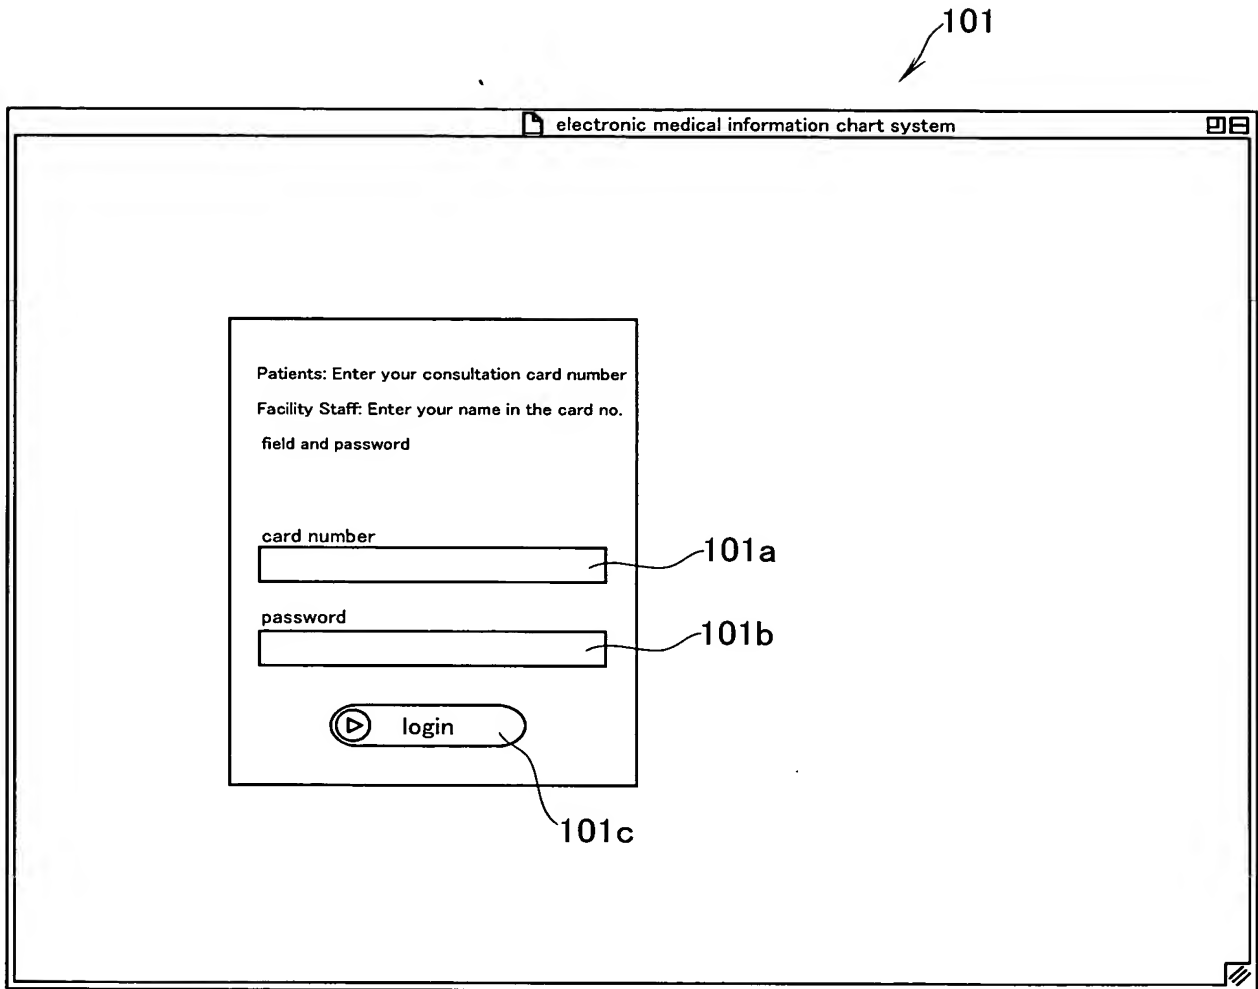 101
electronic medical information chart system
Patients: Enter your consultation card number
Facility Staff: Enter your name in the card no.
field and password
card number
101a
password
101b
login
101c